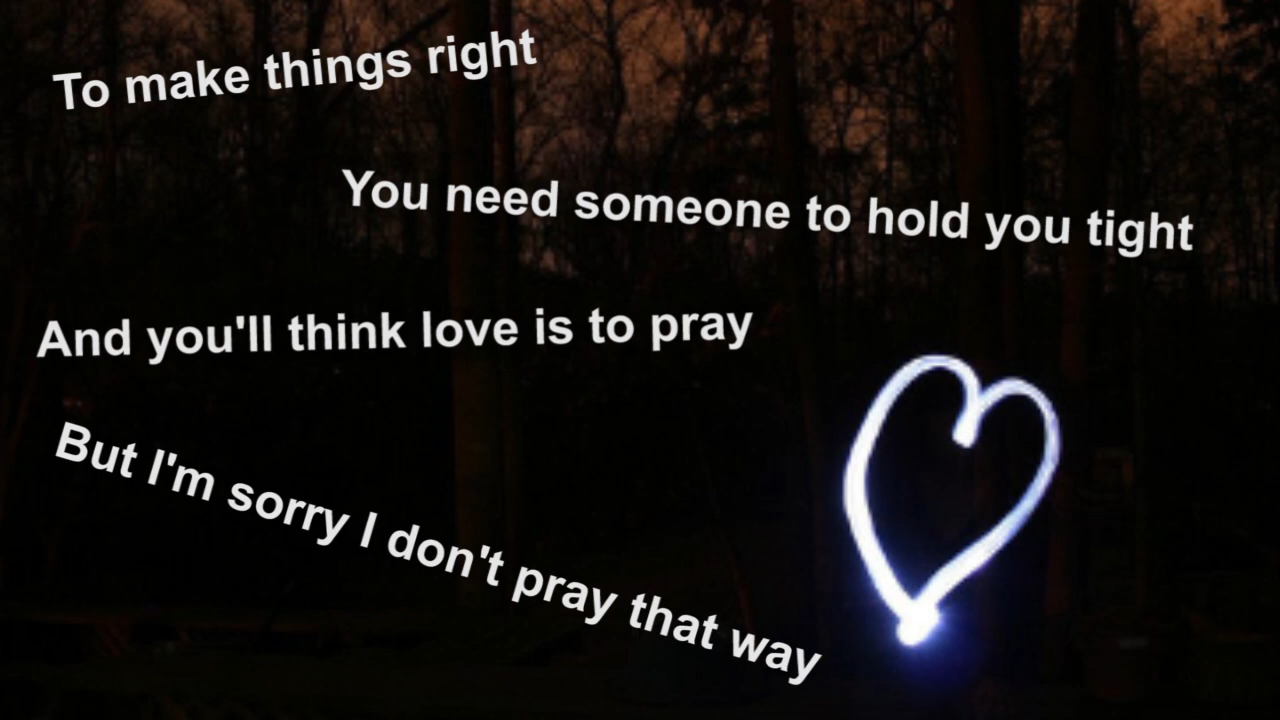 To make things right
You need someone to hold you tight
And you'll think love is to pray
But I'm sorry I don't pray that way